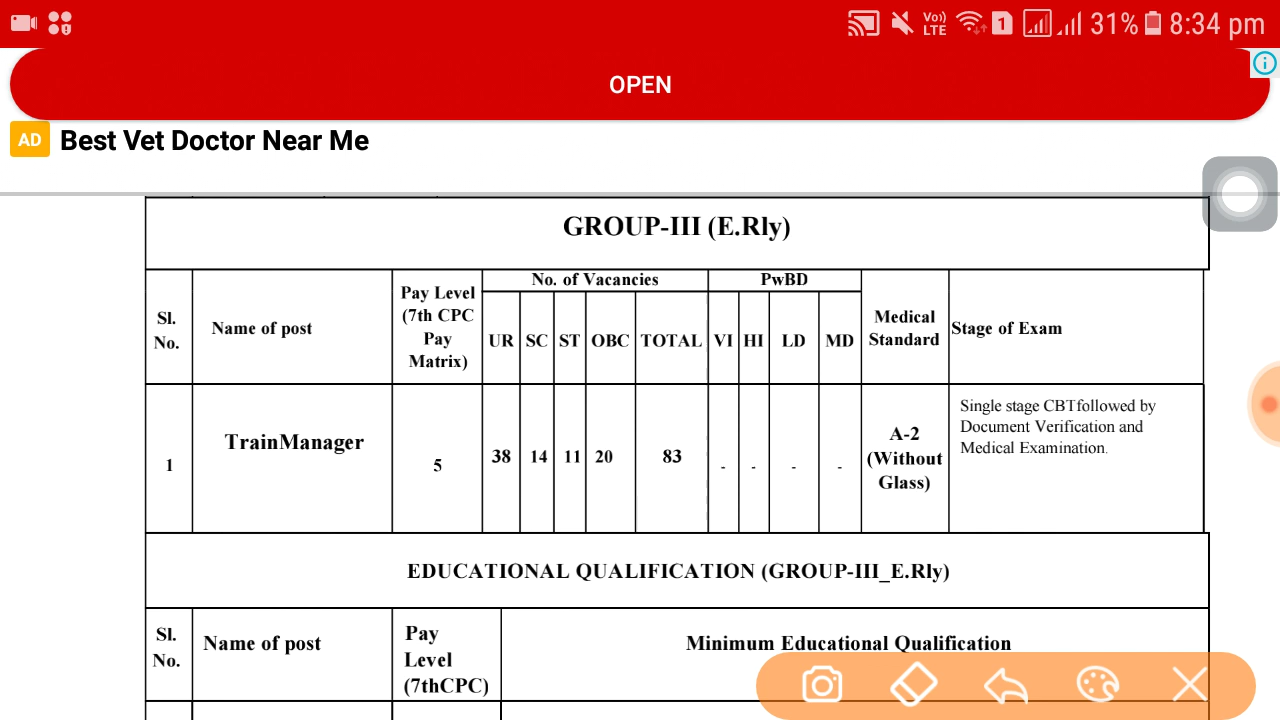 Vo)) LTE 1 31% 8:34 pm
OPEN
AD Best Vet Doctor Near Me
GROUP-III (E.Rly)
Sl. No.
Name of post
Pay Level (7th CPC Pay Matrix)
No. of Vacancies
PwBD
UR SC ST OBC TOTAL VI HI LD MD
Medical Standard
Stage of Exam
1
TrainManager
5
38 14 11 20 83 - - - -
A-2 (Without Glass)
Single stage CBTfollowed by
Document Verification and
Medical Examination.
EDUCATIONAL QUALIFICATION (GROUP-III_E.Rly)
Sl. No.
Name of post
Pay Level (7thCPC)
Minimum Educational Qualification